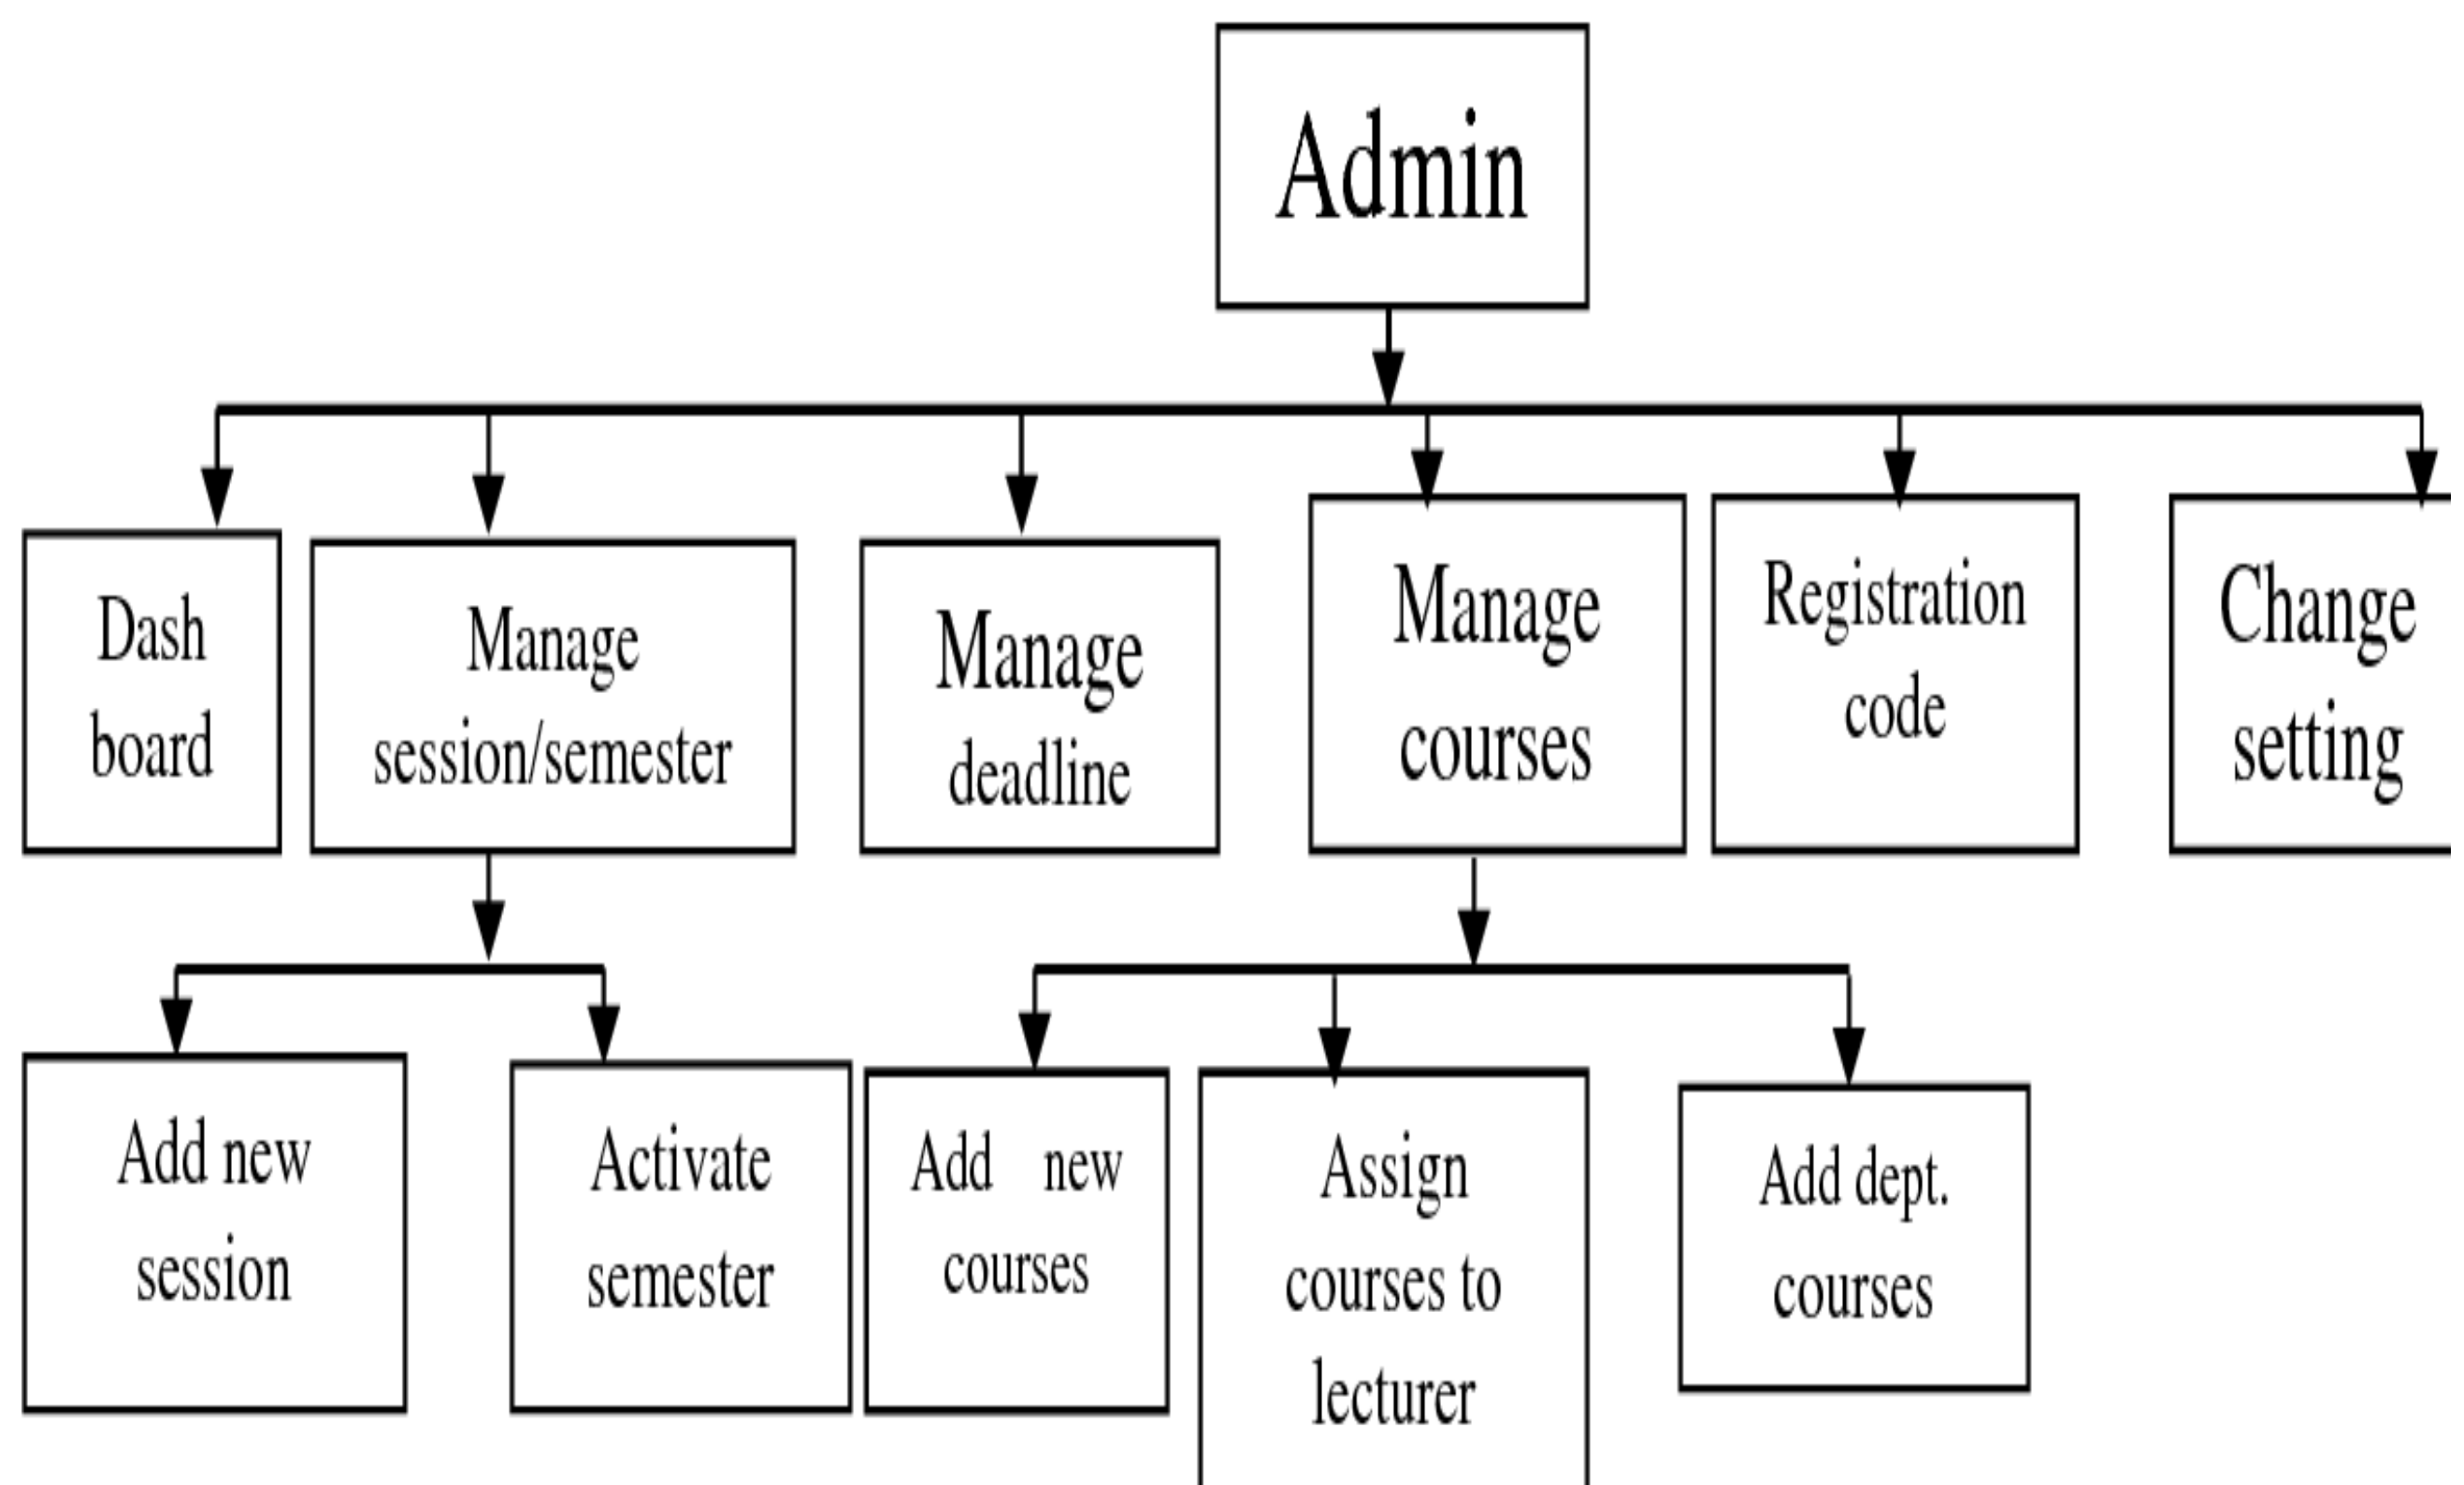 Admin
Dash
board
Manage
session/semester
Manage
deadline
Manage
courses
Registration
code
Change
setting
Add new
session
Activate
semester
Add new
courses
Assign
courses to
lecturer
Add dept.
courses